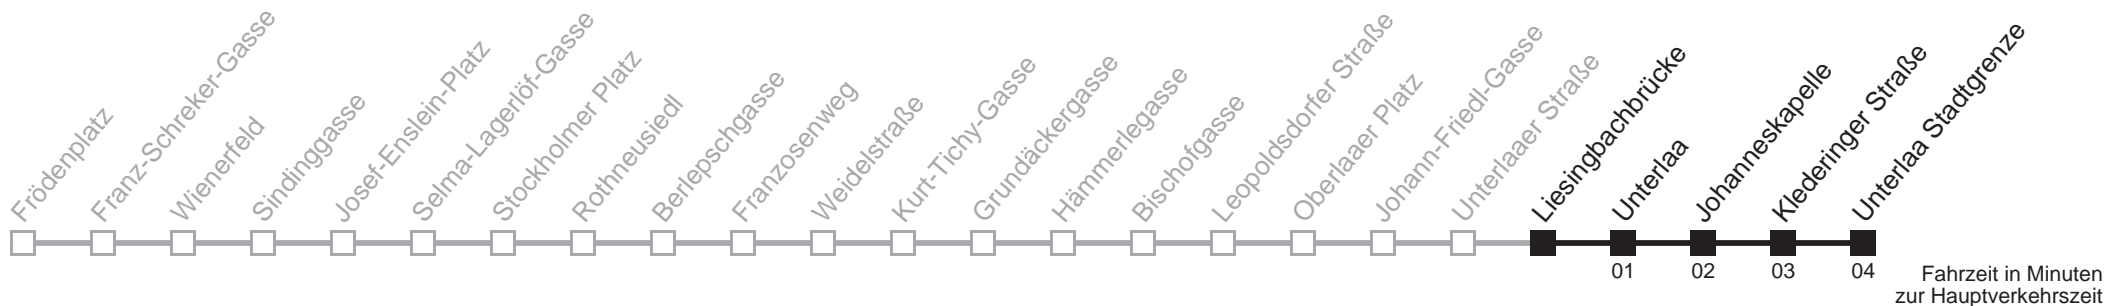 Frödenplatz
Franz-Schreker-Gasse
Wienerfeld
Sindinggasse
Josef-Enslein-Platz
Selma-Lagerlöf-Gasse
Stockholmer Platz
Rothneusiedl
Berlepschgasse
Franzosenweg
Weidelstraße
Kurt-Tichy-Gasse
Grundäckergasse
Hämmerlegasse
Bischofgasse
Leopoldsdorfer Straße
Oberlaaer Platz
Johann-Friedl-Gasse
Unterlaaer Straße
Liesingbachbrücke
Unterlaa
Johanneskapelle
Klederinger Straße
Unterlaa Stadtgrenze
01 02 03 04
Fahrzeit in Minuten
zur Hauptverkehrszeit